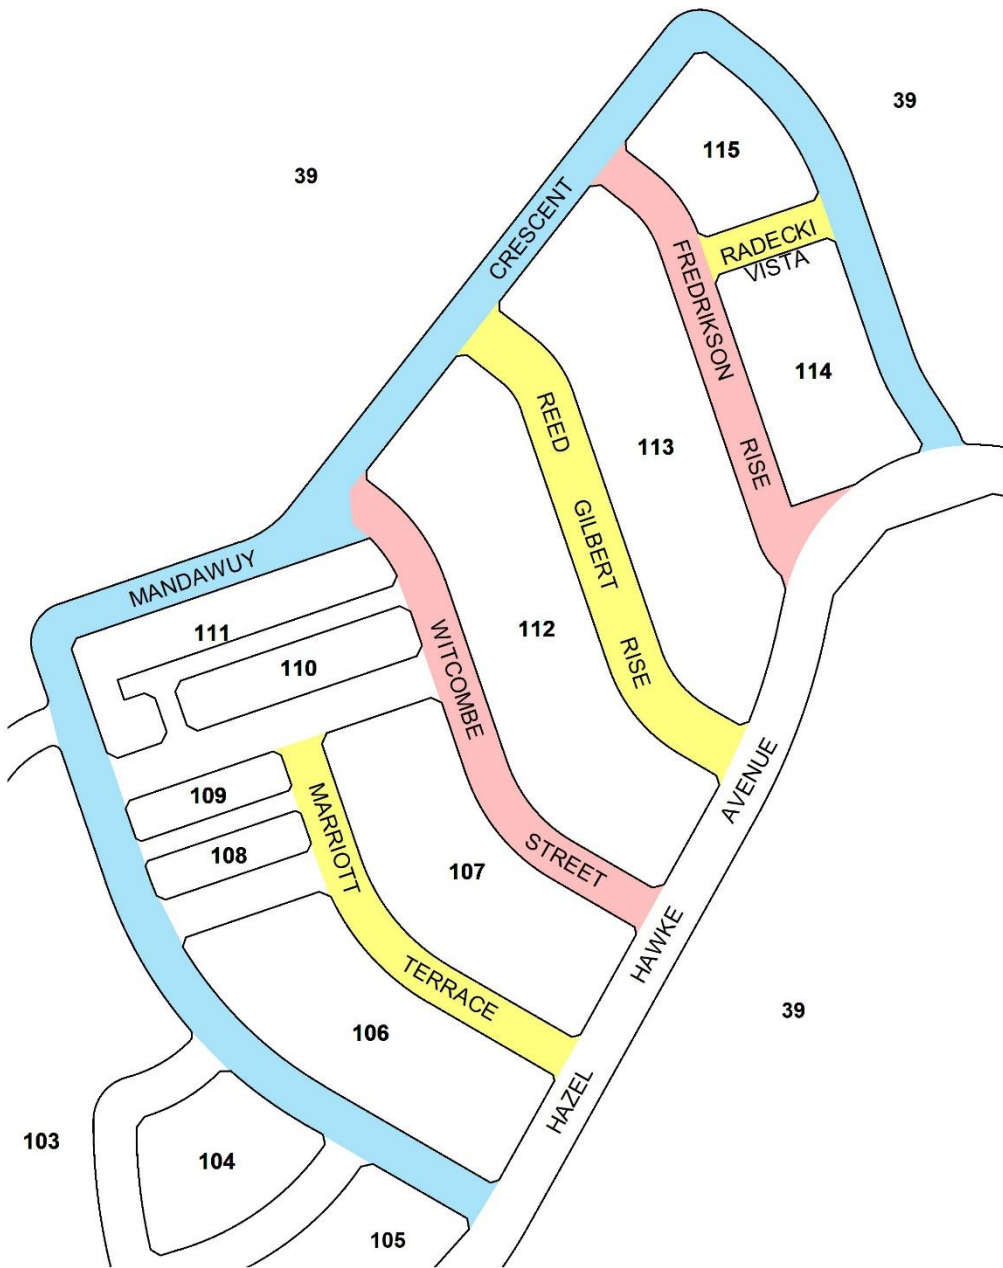 39
115
39
CRESCENT
RADECKI
VISTA
FREDRIKSON
RISE
114
REED
GILBERT
RISE
113
MANDAWUY
111
110
WITCOMBE
STREET
112
109
108
MARRIOTT
TERRACE
107
HAZEL
HAWKE
AVENUE
106
39
103
104
105